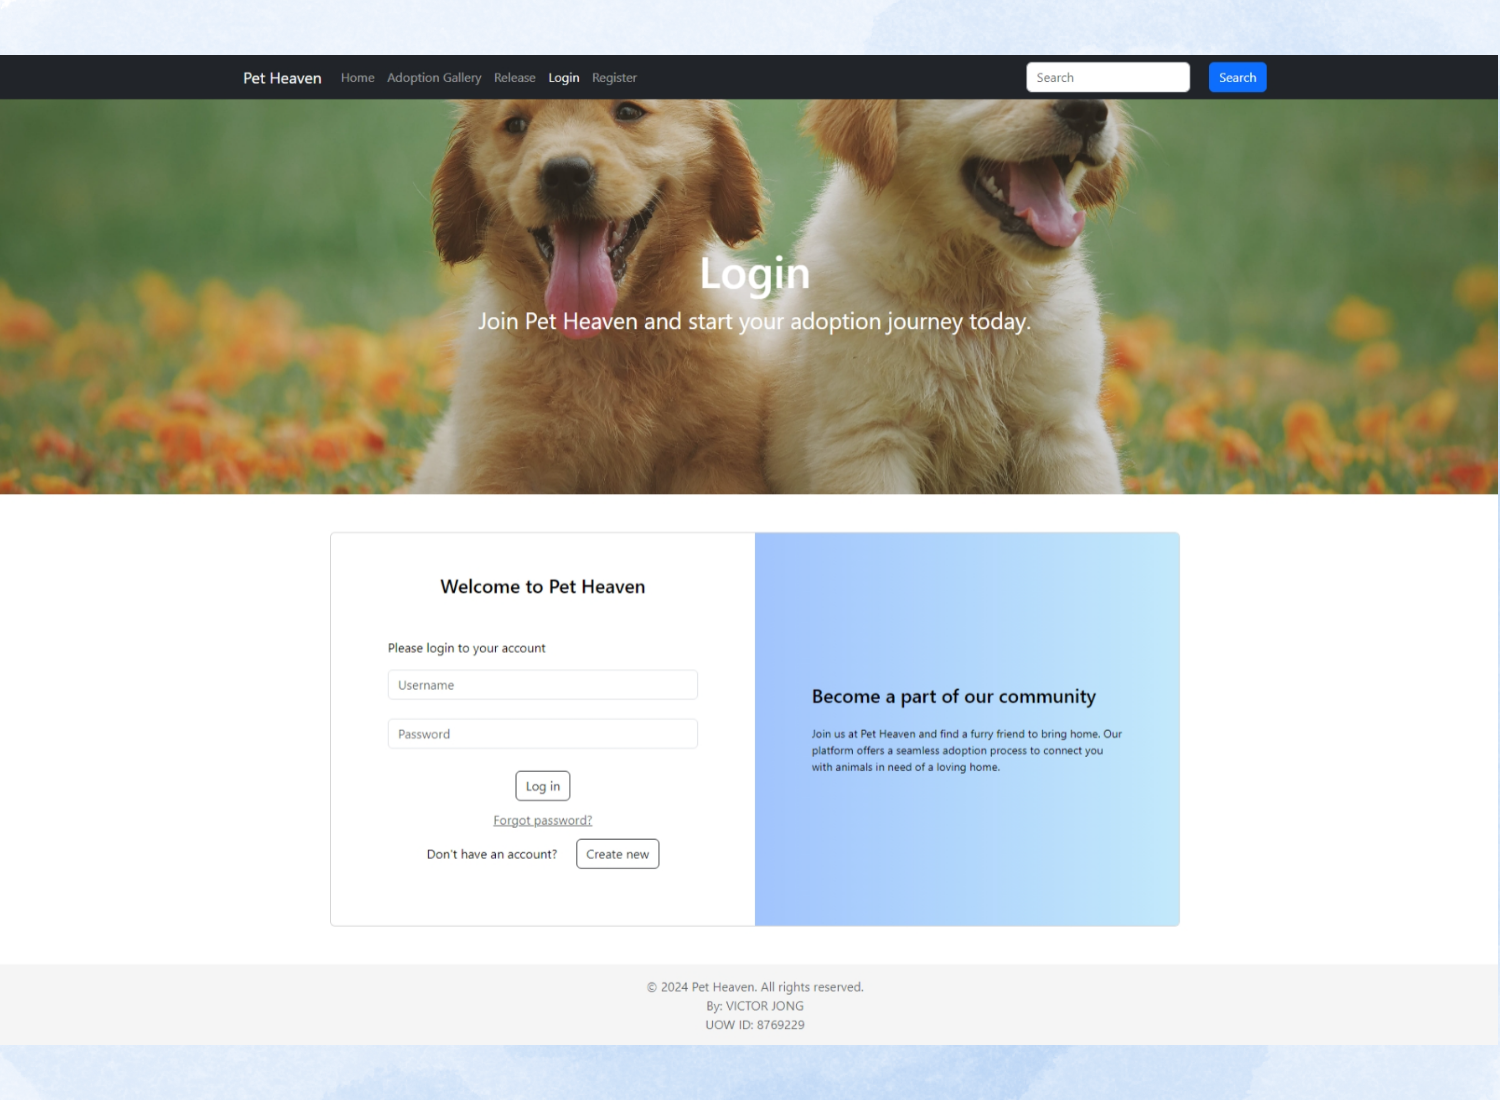 Pet Heaven Home Adoption Gallery Release Login Register Search Search
Login
Join Pet Heaven and start your adoption journey today.
Welcome to Pet Heaven
Please login to your account
Username
Password
Log in
Forgot password?
Don't have an account? Create new
Become a part of our community
Join us at Pet Heaven and find a furry friend to bring home. Our
platform offers a seamless adoption process to connect you
with animals in need of a loving home.
© 2024 Pet Heaven. All rights reserved.
By: VICTOR JONG
UOW ID: 8769229